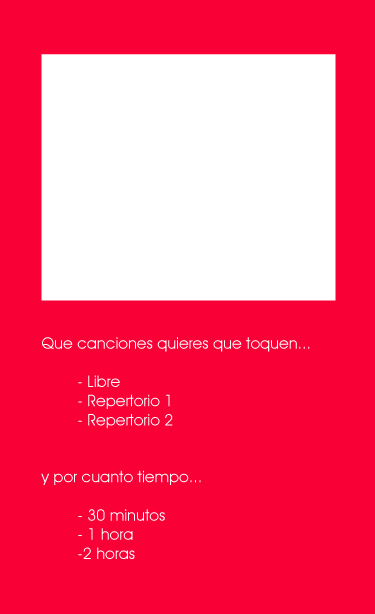 Que canciones quieres que toquen...
- Libre
- Repertorio 1
- Repertorio 2
y por cuanto tiempo...
- 30 minutos
- 1 hora
-2 horas